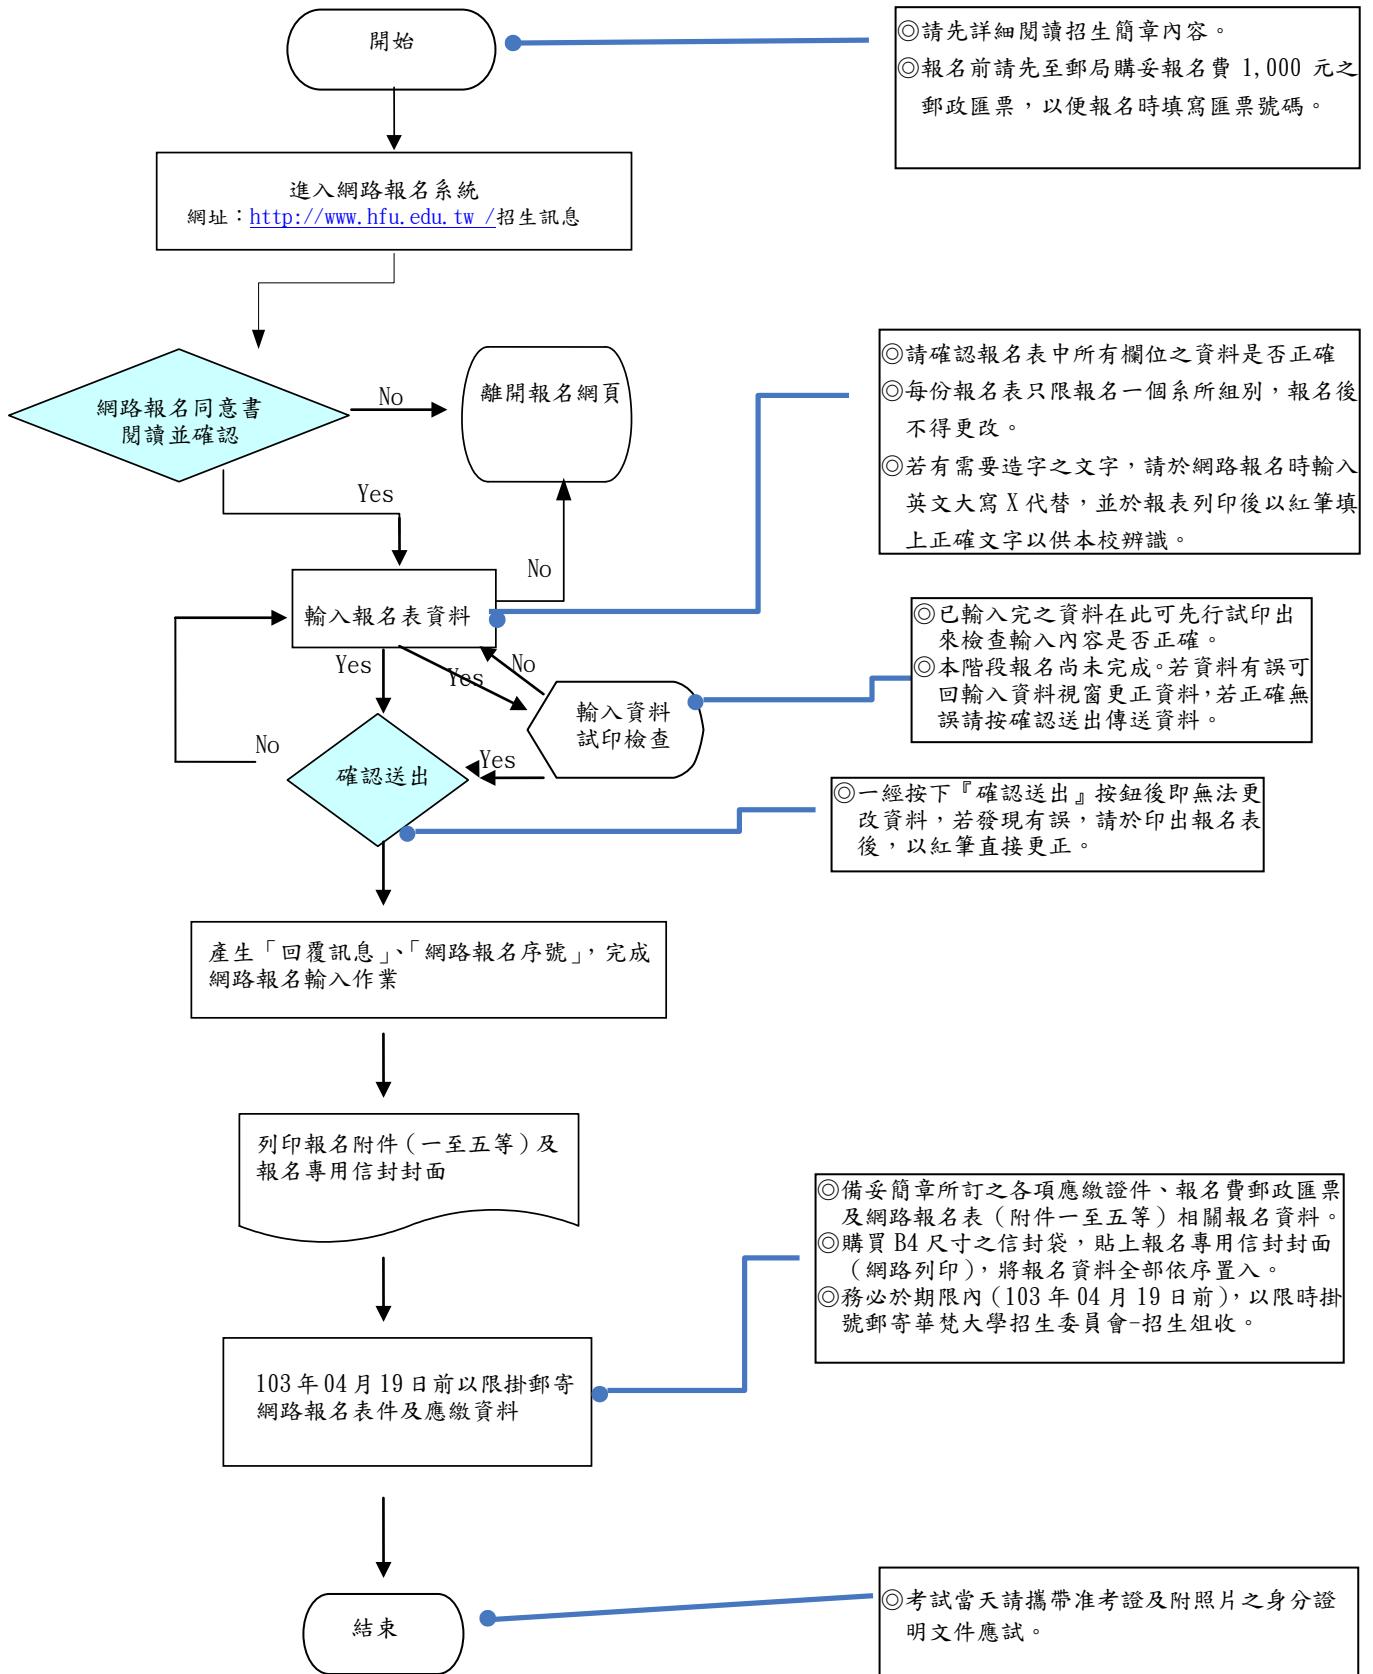 開始
◎請先詳細閱讀招生簡章內容。
◎報名前請先至郵局購妥報名費 1,000 元之
郵政匯票，以便報名時填寫匯票號碼。
進入網路報名系統
網址：http://www.hfu.edu.tw /招生訊息
網路報名同意書
閱讀並確認
No
離開報名網頁
◎請確認報名表中所有欄位之資料是否正確
◎每份報名表只限報名一個系所組別，報名後
不得更改。
◎若有需要造字之文字，請於網路報名時輸入
英文大寫 X 代替，並於報表列印後以紅筆填
上正確文字以供本校辨識。
Yes
No
輸入報名表資料
Yes
Yes
No
◎已輸入完之資料在此可先行試印出
來檢查輸入內容是否正確。
◎本階段報名尚未完成。若資料有誤可
回輸入資料視窗更正資料，若正確無
誤請按確認送出傳送資料。
輸入資料
試印檢查
No
Yes
確認送出
◎一經按下『確認送出』按鈕後即無法更
改資料，若發現有誤，請於印出報名表
後，以紅筆直接更正。
產生「回覆訊息」、「網路報名序號」，完成
網路報名輸入作業
列印報名附件（一至五等）及
報名專用信封封面
◎備妥簡章所訂之各項應繳證件、報名費郵政匯票
及網路報名表（附件一至五等）相關報名資料。
◎購買 B4 尺寸之信封袋，貼上報名專用信封封面
（網路列印），將報名資料全部依序置入。
◎務必於期限內（103 年 04 月 19 日前），以限時掛
號郵寄華梵大學招生委員會-招生俎收。
103 年 04 月 19 日前以限掛郵寄
網路報名表件及應繳資料
結束
◎考試當天請攜帶准考證及附照片之身分證
明文件應試。